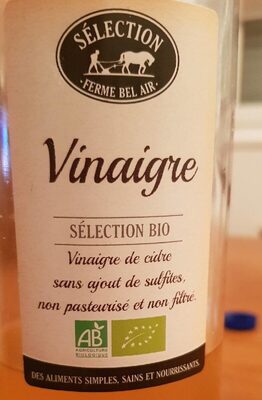 SÉLECTION
FERME BEL AIR
Vinaigre
SÉLECTION BIO
Vinaigre de cidre
sans ajout de sulfites,
non pasteurisé et non filtré.
AB
AGRICULTURE
BIOLOGIQUE
DES ALIMENTS SIMPLES, SAINS ET NOURRISSANTS.